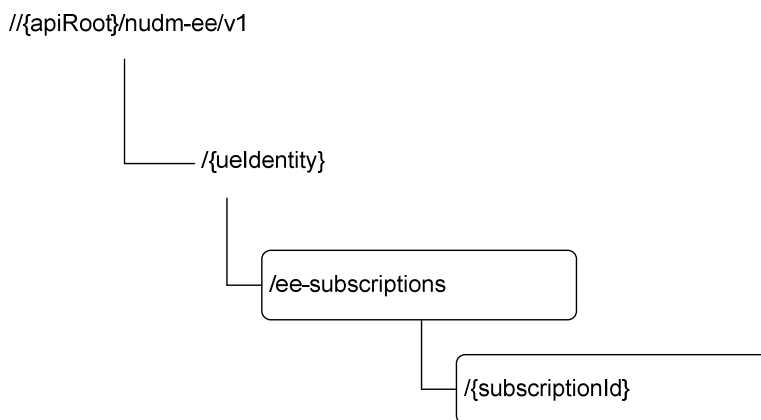 //{apiRoot}/nudm-ee/v1
/{ueIdentity}
/ee-subscriptions
/{subscriptionId}